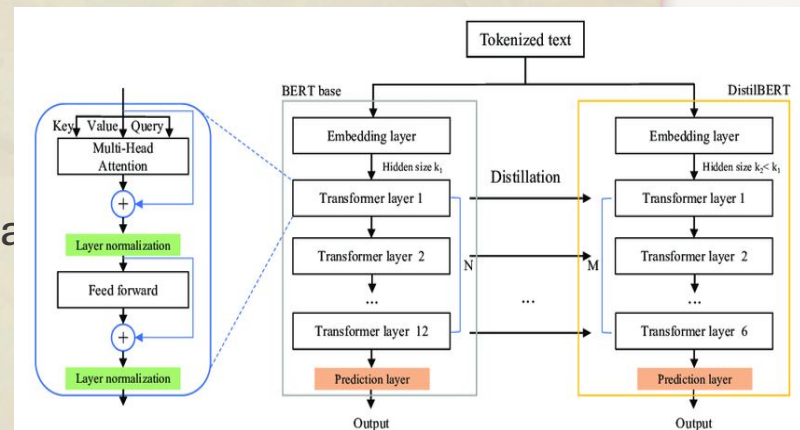 Tokenized text
BERT base
DistilBERT
Key Value Query
Multi-Head
Attention
+
Layer normalization
Feed forward
+
Layer normalization
Embedding layer
Hidden size k₁
Transformer layer 1
Transformer layer 2
...
Transformer layer 12
Prediction layer
Output
N
Distillation
...
M
Embedding layer
Hidden size k₂< k₁
Transformer layer 1
Transformer layer 2
...
Transformer layer 6
Prediction layer
Output